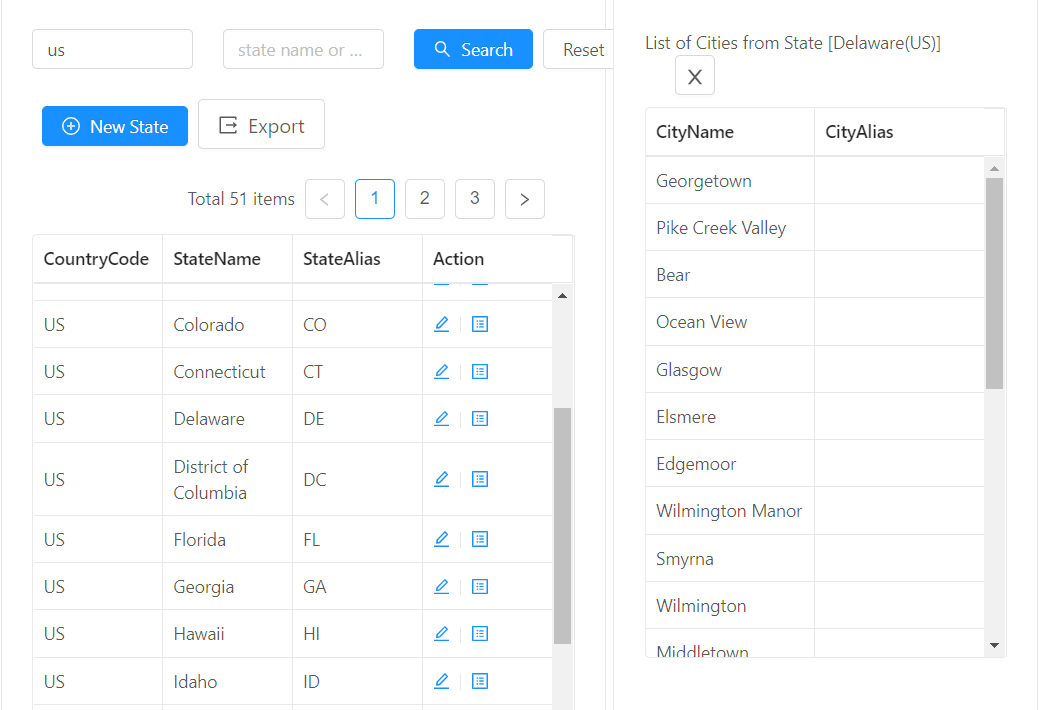 us
state name or ...
Search
Reset
New State
Export
Total 51 items < 1 2 3 >
CountryCode StateName StateAlias Action
US Colorado CO
US Connecticut CT
US Delaware DE
US District of Columbia DC
US Florida FL
US Georgia GA
US Hawaii HI
US Idaho ID
List of Cities from State [Delaware(US)]
X
CityName CityAlias
Georgetown
Pike Creek Valley
Bear
Ocean View
Glasgow
Elsmere
Edgemoor
Wilmington Manor
Smyrna
Wilmington
Middletown